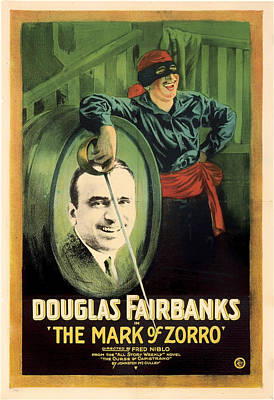 DOUGLAS FAIRBANKS
IN
'THE MARK OF ZORRO'
DIRECTED BY FRED NIBLO
FROM THE "ALL STORY WEEKLY" NOVEL
"THE CURSE OF CAPISTRANO"
BY JOHNSTON McCULLEY